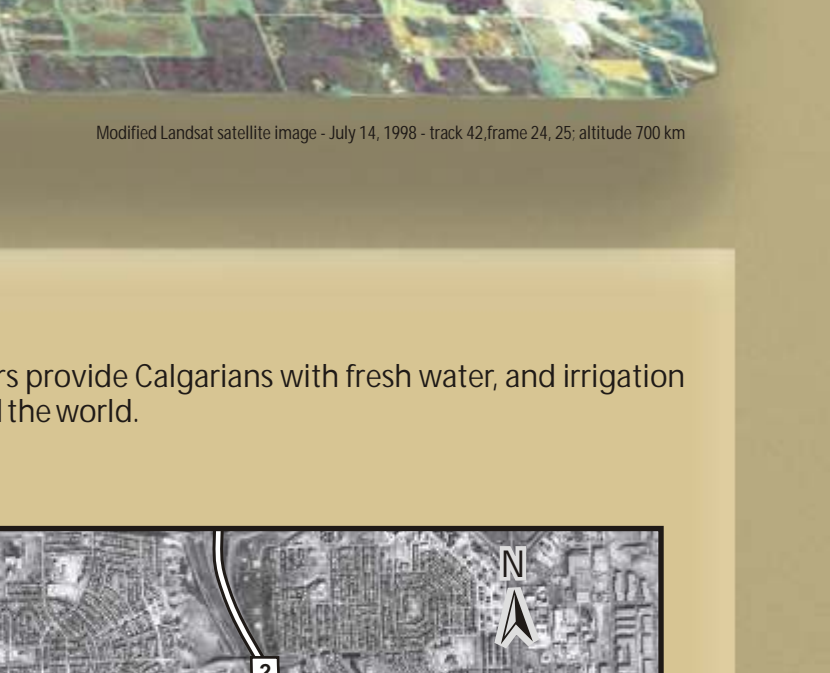 Modified Landsat satellite image - July 14, 1998 - track 42,frame 24, 25; altitude 700 km
rs provide Calgarians with fresh water, and irrigation
the world.
N
2